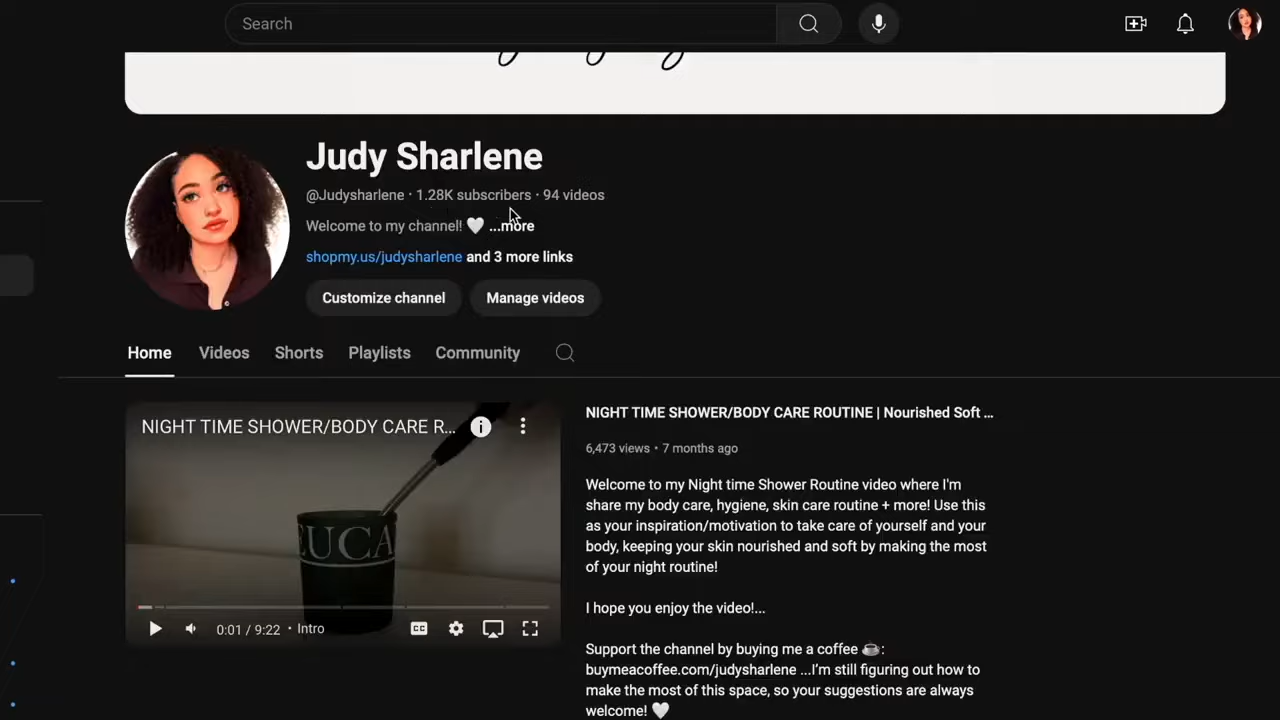 Search
Judy Sharlene
@Judysharlene · 1.28K subscribers · 94 videos
Welcome to my channel! 🤍 ...more
shopmy.us/judysharlene and 3 more links
Customize channel
Manage videos
Home
Videos
Shorts
Playlists
Community
NIGHT TIME SHOWER/BODY CARE R...
EUCA
0:01 / 9:22 · Intro
CC
NIGHT TIME SHOWER/BODY CARE ROUTINE | Nourished Soft ...
6,473 views • 7 months ago
Welcome to my Night time Shower Routine video where I'm
share my body care, hygiene, skin care routine + more! Use this
as your inspiration/motivation to take care of yourself and your
body, keeping your skin nourished and soft by making the most
of your night routine!
I hope you enjoy the video!...
Support the channel by buying me a coffee ☕:
buymeacoffee.com/judysharlene ...I'm still figuring out how to
make the most of this space, so your suggestions are always
welcome! 🤍